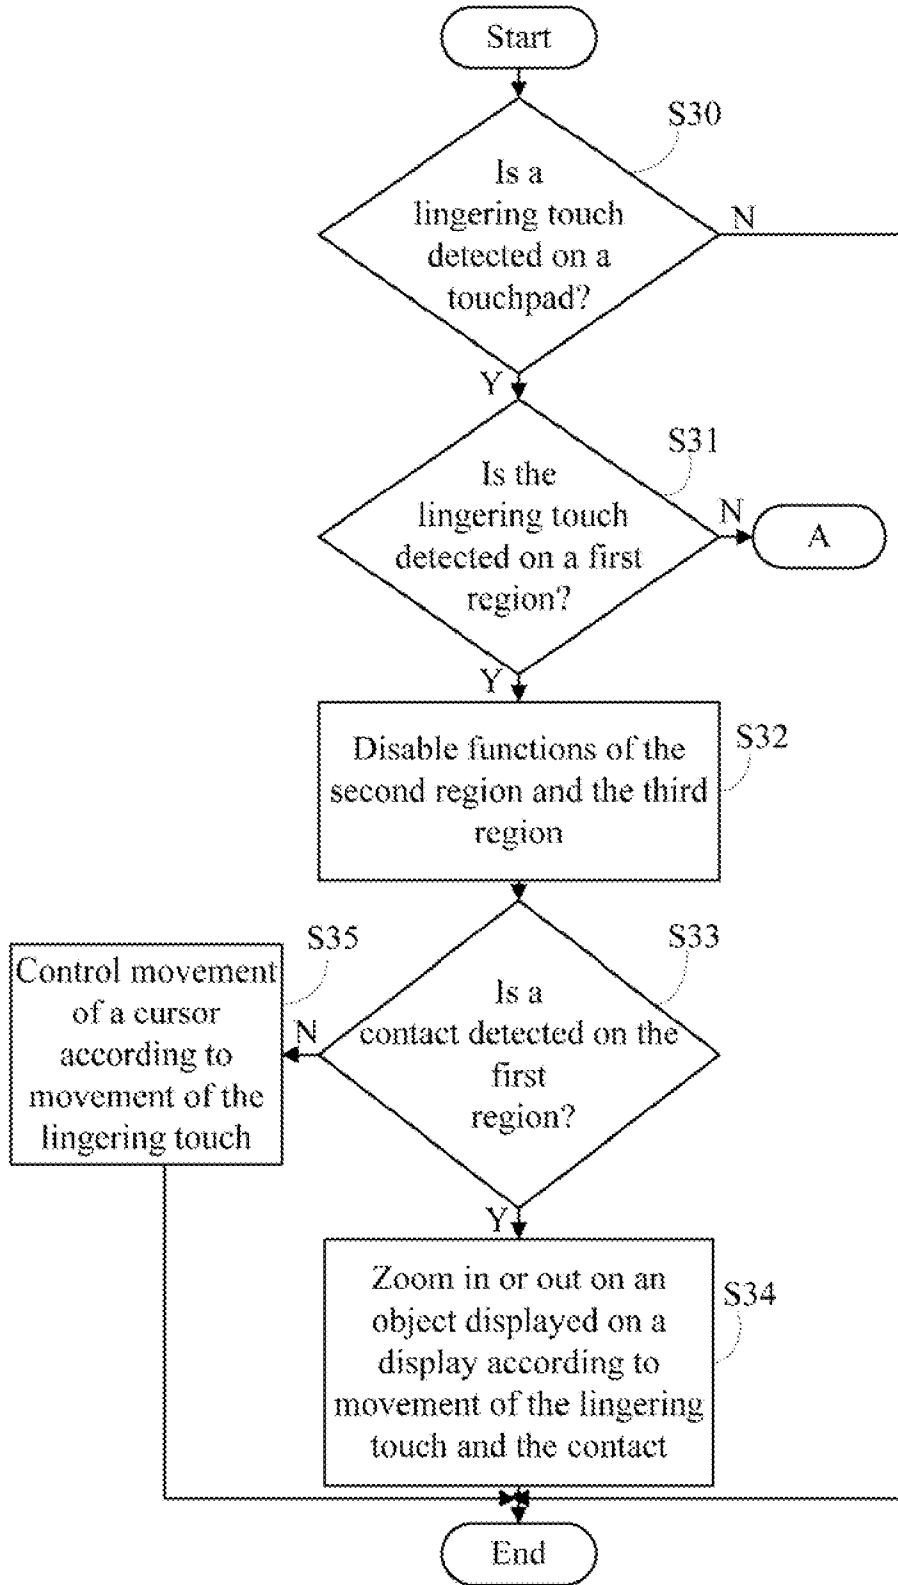 Start
S30
Is a
lingering touch
detected on a
touchpad?
N
Y
S31
Is the
lingering touch
detected on a first
region?
N
A
Y
S32
Disable functions of the
second region and the third
region
S33
Is a
contact detected on the
first
region?
N
S35
Control movement
of a cursor
according to
movement of the
lingering touch
Y
S34
Zoom in or out on an
object displayed on a
display according to
movement of the lingering
touch and the contact
End